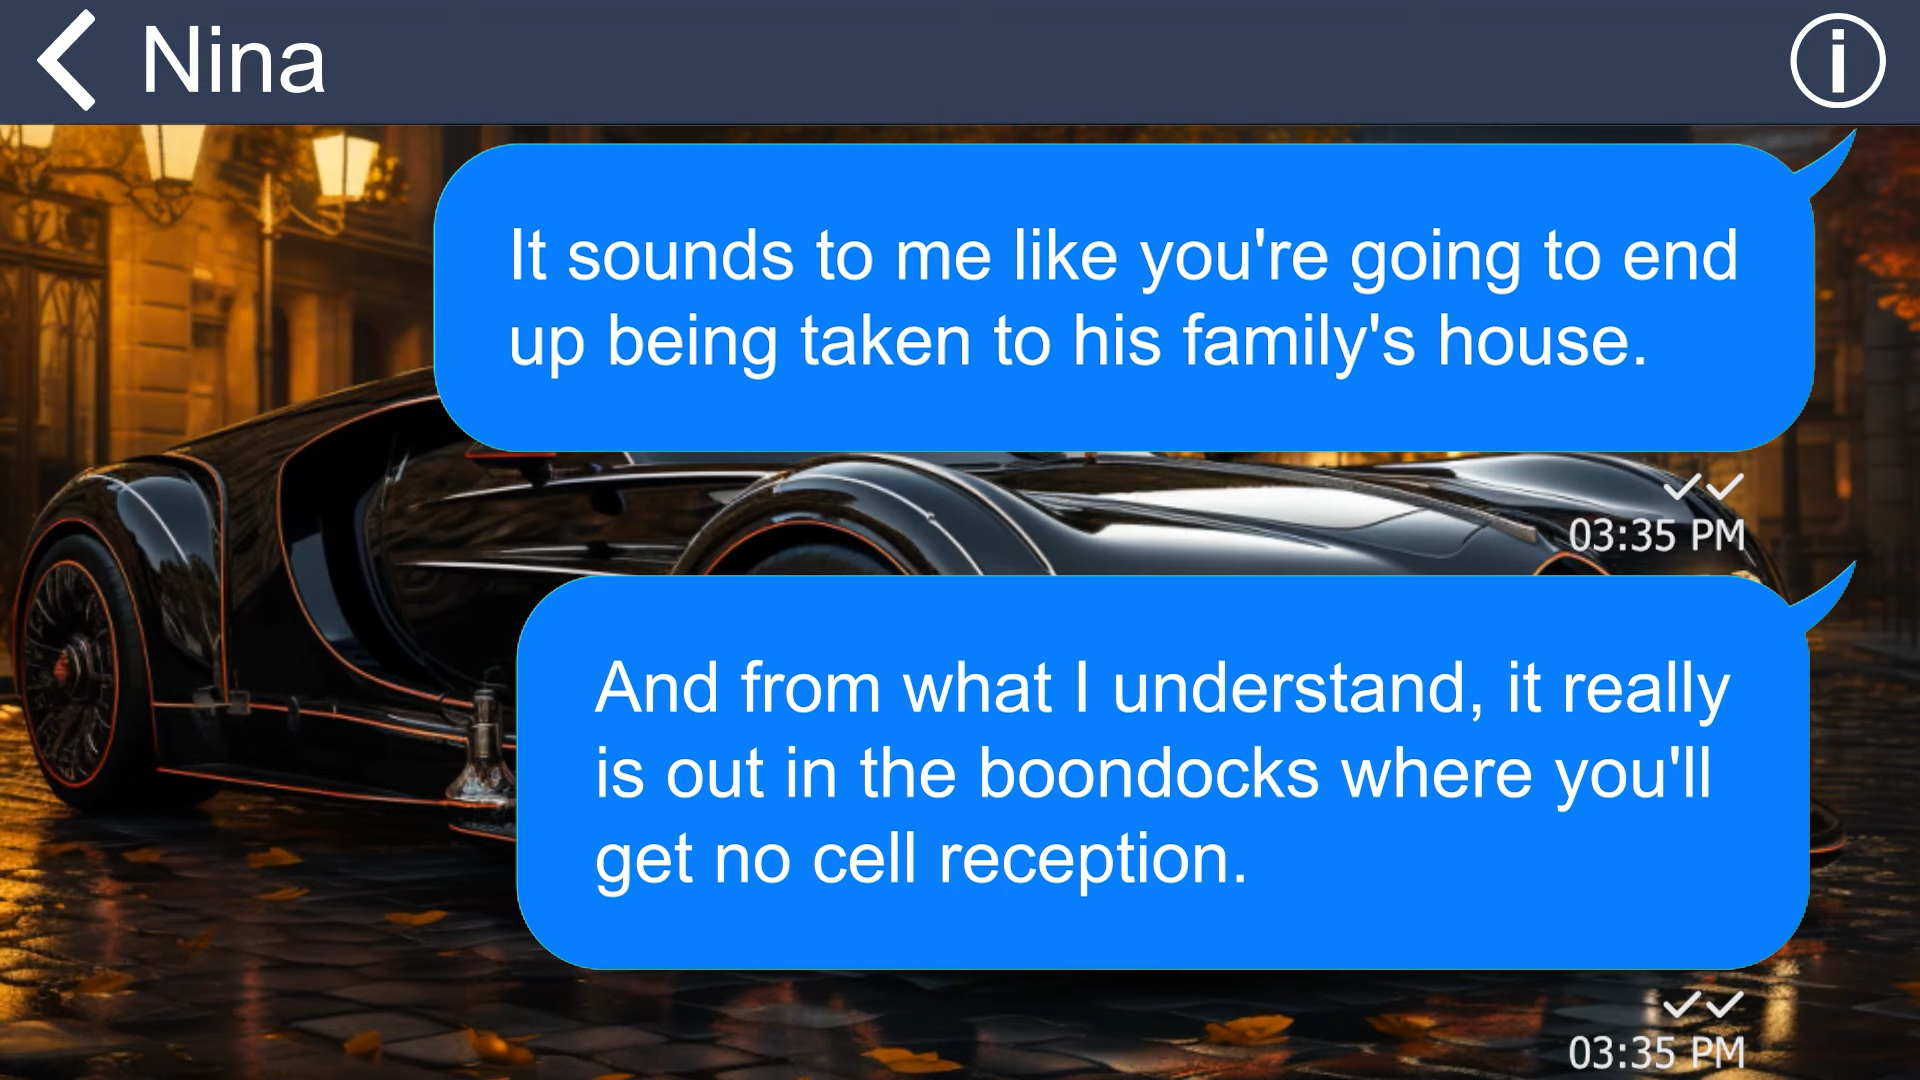 Nina
It sounds to me like you're going to end
up being taken to his family's house.
03:35 PM
And from what I understand, it really
is out in the boondocks where you'll
get no cell reception.
03:35 PM